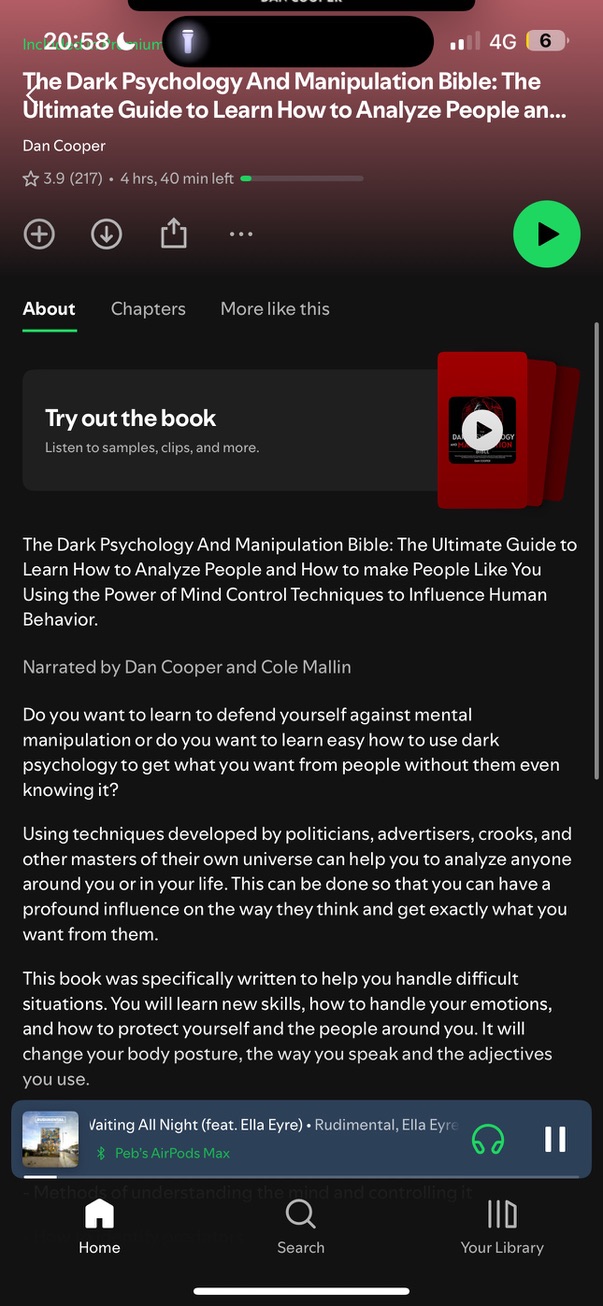 DAN COOPER
20:58
4G
6
The Dark Psychology And Manipulation Bible: The
Ultimate Guide to Learn How to Analyze People an...
Dan Cooper
3.9 (217) • 4 hrs, 40 min left
About
Chapters
More like this
Try out the book
Listen to samples, clips, and more.
The Dark Psychology And Manipulation Bible: The Ultimate Guide to
Learn How to Analyze People and How to make People Like You
Using the Power of Mind Control Techniques to Influence Human
Behavior.
Narrated by Dan Cooper and Cole Mallin
Do you want to learn to defend yourself against mental
manipulation or do you want to learn easy how to use dark
psychology to get what you want from people without them even
knowing it?
Using techniques developed by politicians, advertisers, crooks, and
other masters of their own universe can help you to analyze anyone
around you or in your life. This can be done so that you can have a
profound influence on the way they think and get exactly what you
want from them.
This book was specifically written to help you handle difficult
situations. You will learn new skills, how to handle your emotions,
and how to protect yourself and the people around you. It will
change your body posture, the way you speak and the adjectives
you use.
Waiting All Night (feat. Ella Eyre) • Rudimental, Ella Eyre
Peb's AirPods Max
- Methods of understanding the mind and controlling it
Home
Search
Your Library